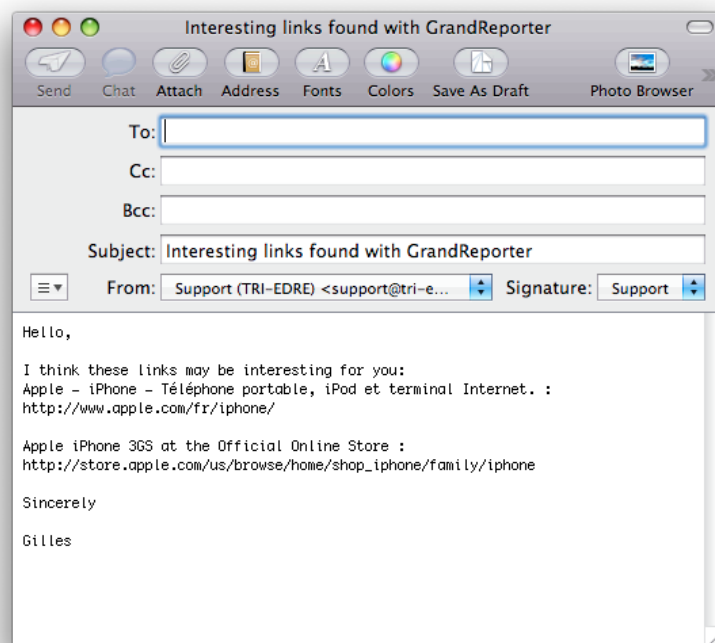 Interesting links found with GrandReporter
Send Chat Attach Address Fonts Colors Save As Draft Photo Browser
To:
Cc:
Bcc:
Subject: Interesting links found with GrandReporter
From: Support (TRI-EDRE) <support@tri-e... Signature: Support
Hello,
I think these links may be interesting for you:
Apple - iPhone - Téléphone portable, iPod et terminal Internet. :
http://www.apple.com/fr/iphone/
Apple iPhone 3GS at the Official Online Store :
http://store.apple.com/us/browse/home/shop_iphone/family/iphone
Sincerely
Gilles